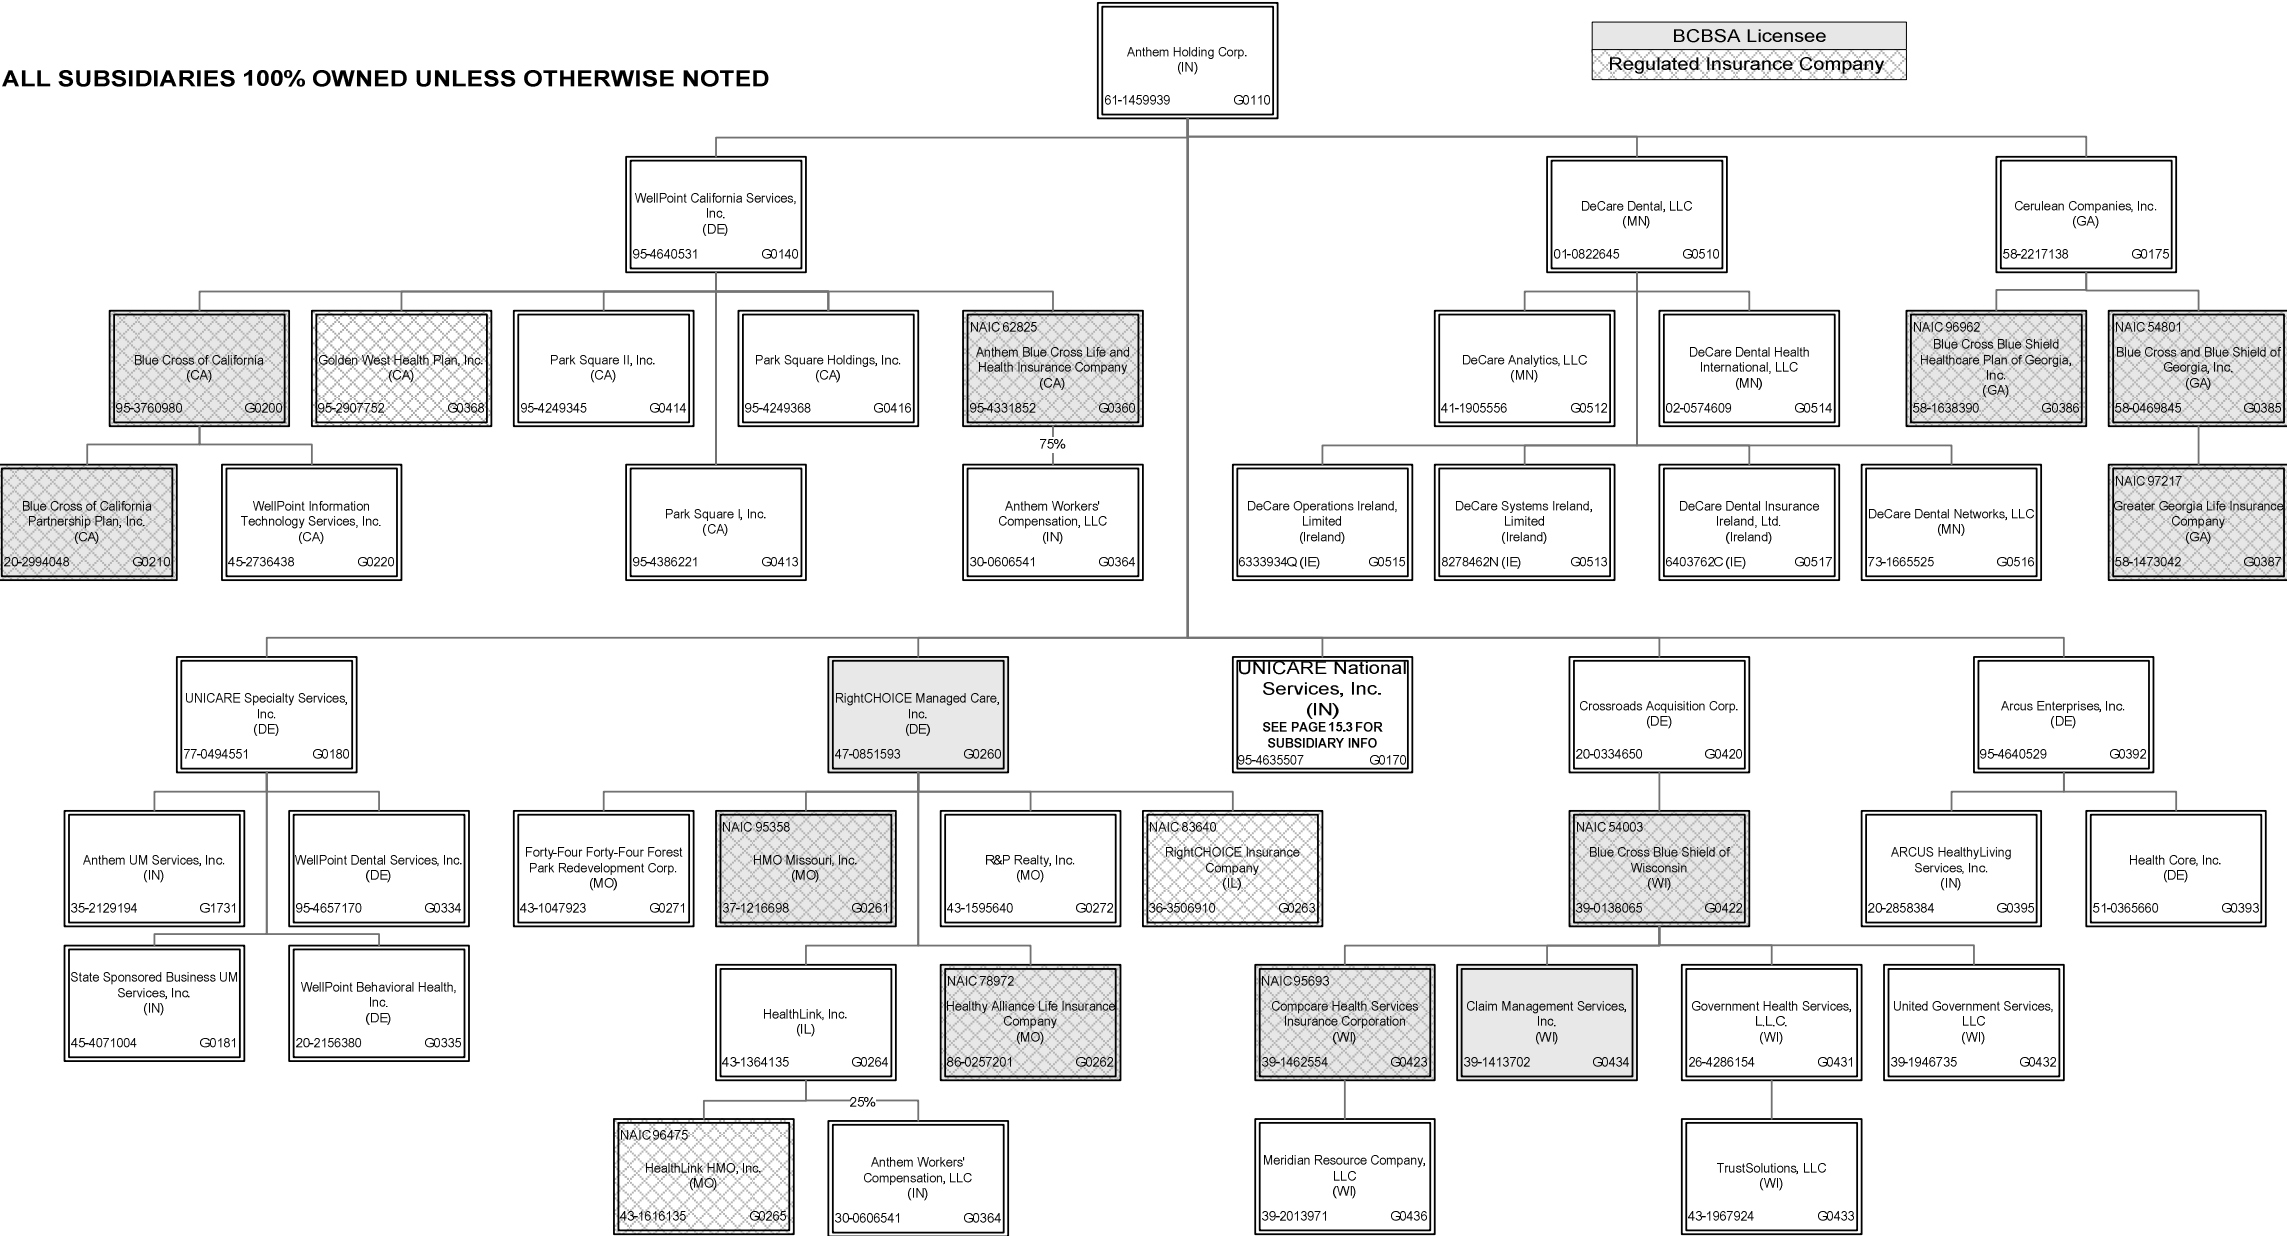 Anthem Holding Corp.
(IN)
61-1459939 G0110
BCBSA Licensee
Regulated Insurance Company
ALL SUBSIDIARIES 100% OWNED UNLESS OTHERWISE NOTED
WellPoint California Services,
Inc.
(DE)
95-4640531 G0140
DeCare Dental, LLC
(MN)
01-0822645 G0510
Cerulean Companies, Inc.
(GA)
58-2217138 G0175
Blue Cross of California
(CA)
95-3760980 G0200
Golden West Health Plan, Inc.
(CA)
95-2907752 G0368
Park Square II, Inc.
(CA)
95-4249345 G0414
Park Square Holdings, Inc.
(CA)
95-4249368 G0416
NAIC 62825
Anthem Blue Cross Life and
Health Insurance Company
(CA)
95-4331852 G0360
DeCare Analytics, LLC
(MN)
41-1905556 G0512
DeCare Dental Health
International, LLC
(MN)
02-0574609 G0514
NAIC 96962
Blue Cross Blue Shield
Healthcare Plan of Georgia,
Inc.
(GA)
58-1638390 G0386
NAIC 54801
Blue Cross and Blue Shield of
Georgia, Inc.
(GA)
58-0469845 G0385
75%
Blue Cross of California
Partnership Plan, Inc.
(CA)
20-2994048 G0210
WellPoint Information
Technology Services, Inc.
(CA)
45-2736438 G0220
Park Square I, Inc.
(CA)
95-4386221 G0413
Anthem Workers'
Compensation, LLC
(IN)
30-0606541 G0364
DeCare Operations Ireland,
Limited
(Ireland)
6333934Q (IE) G0515
DeCare Systems Ireland,
Limited
(Ireland)
8278462N (IE) G0513
DeCare Dental Insurance
Ireland, Ltd.
(Ireland)
6403762C (IE) G0517
DeCare Dental Networks, LLC
(MN)
73-1665525 G0516
NAIC 97217
Greater Georgia Life Insurance
Company
(GA)
58-1473042 G0387
UNICARE Specialty Services,
Inc.
(DE)
77-0494551 G0180
RightCHOICE Managed Care,
Inc.
(DE)
47-0851593 G0260
UNICARE National
Services, Inc.
(IN)
SEE PAGE 15.3 FOR
SUBSIDIARY INFO
95-4635507 G0170
Crossroads Acquisition Corp.
(DE)
20-0334650 G0420
Arcus Enterprises, Inc.
(DE)
95-4640529 G0392
Anthem UM Services, Inc.
(IN)
35-2129194 G1731
WellPoint Dental Services, Inc.
(DE)
95-4657170 G0334
Forty-Four Forty-Four Forest
Park Redevelopment Corp.
(MO)
43-1047923 G0271
NAIC 95358
HMO Missouri, Inc.
(MO)
37-1216698 G0261
R&P Realty, Inc.
(MO)
43-1595640 G0272
NAIC 83640
RightCHOICE Insurance
Company
(IL)
36-3506910 G0263
NAIC 54003
Blue Cross Blue Shield of
Wisconsin
(WI)
39-0138065 G0422
ARCUS HealthyLiving
Services, Inc.
(IN)
20-2858384 G0395
Health Core, Inc.
(DE)
51-0365660 G0393
State Sponsored Business UM
Services, Inc.
(IN)
45-4071004 G0181
WellPoint Behavioral Health,
Inc.
(DE)
20-2156380 G0335
HealthLink, Inc.
(IL)
43-1364135 G0264
NAIC 78972
Healthy Alliance Life Insurance
Company
(MO)
86-0257201 G0262
NAIC 95693
Compcare Health Services
Insurance Corporation
(WI)
39-1462554 G0423
Claim Management Services,
Inc.
(WI)
39-1413702 G0434
Government Health Services,
L.L.C.
(WI)
26-4286154 G0431
United Government Services,
LLC
(WI)
39-1946735 G0432
25%
NAIC 96475
HealthLink HMO, Inc.
(MO)
43-1616135 G0265
Anthem Workers'
Compensation, LLC
(IN)
30-0606541 G0364
Meridian Resource Company,
LLC
(WI)
39-2013971 G0436
TrustSolutions, LLC
(WI)
43-1967924 G0433